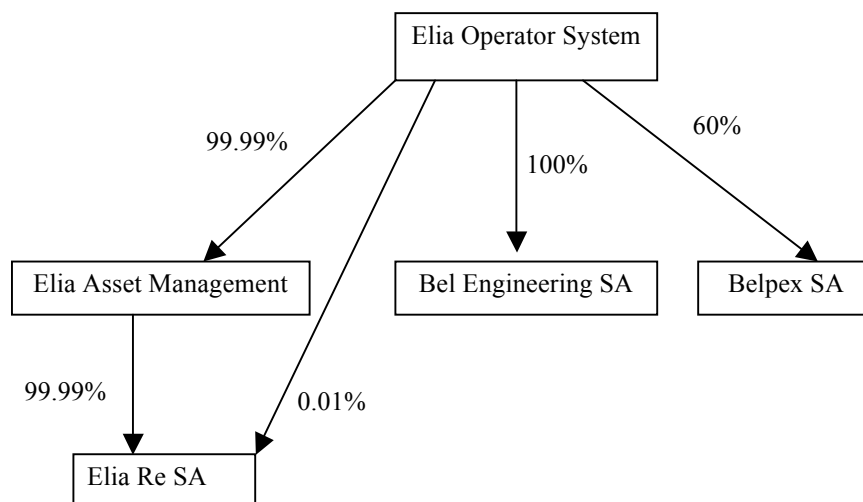 Elia Operator System
99.99%
60%
100%
Elia Asset Management
Bel Engineering SA
Belpex SA
99.99%
0.01%
Elia Re SA